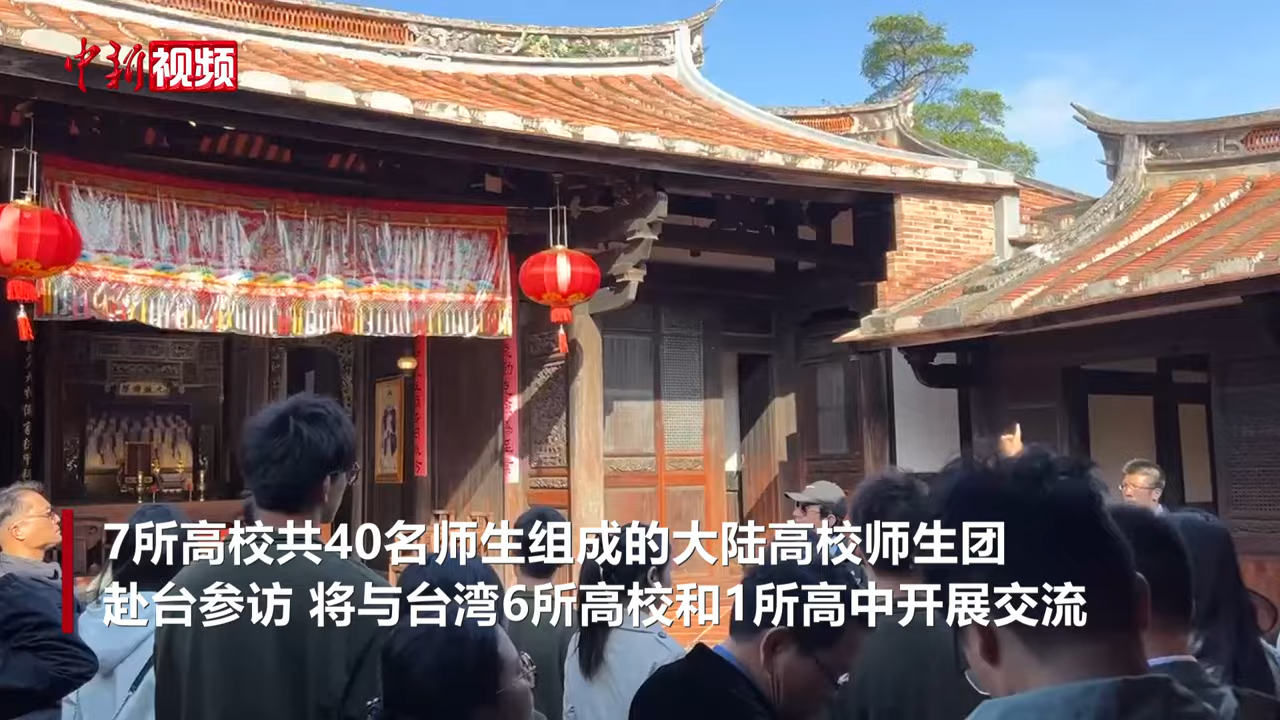 中新视频
7所高校共40名师生组成的大陆高校师生团
赴台参访 将与台湾6所高校和1所高中开展交流